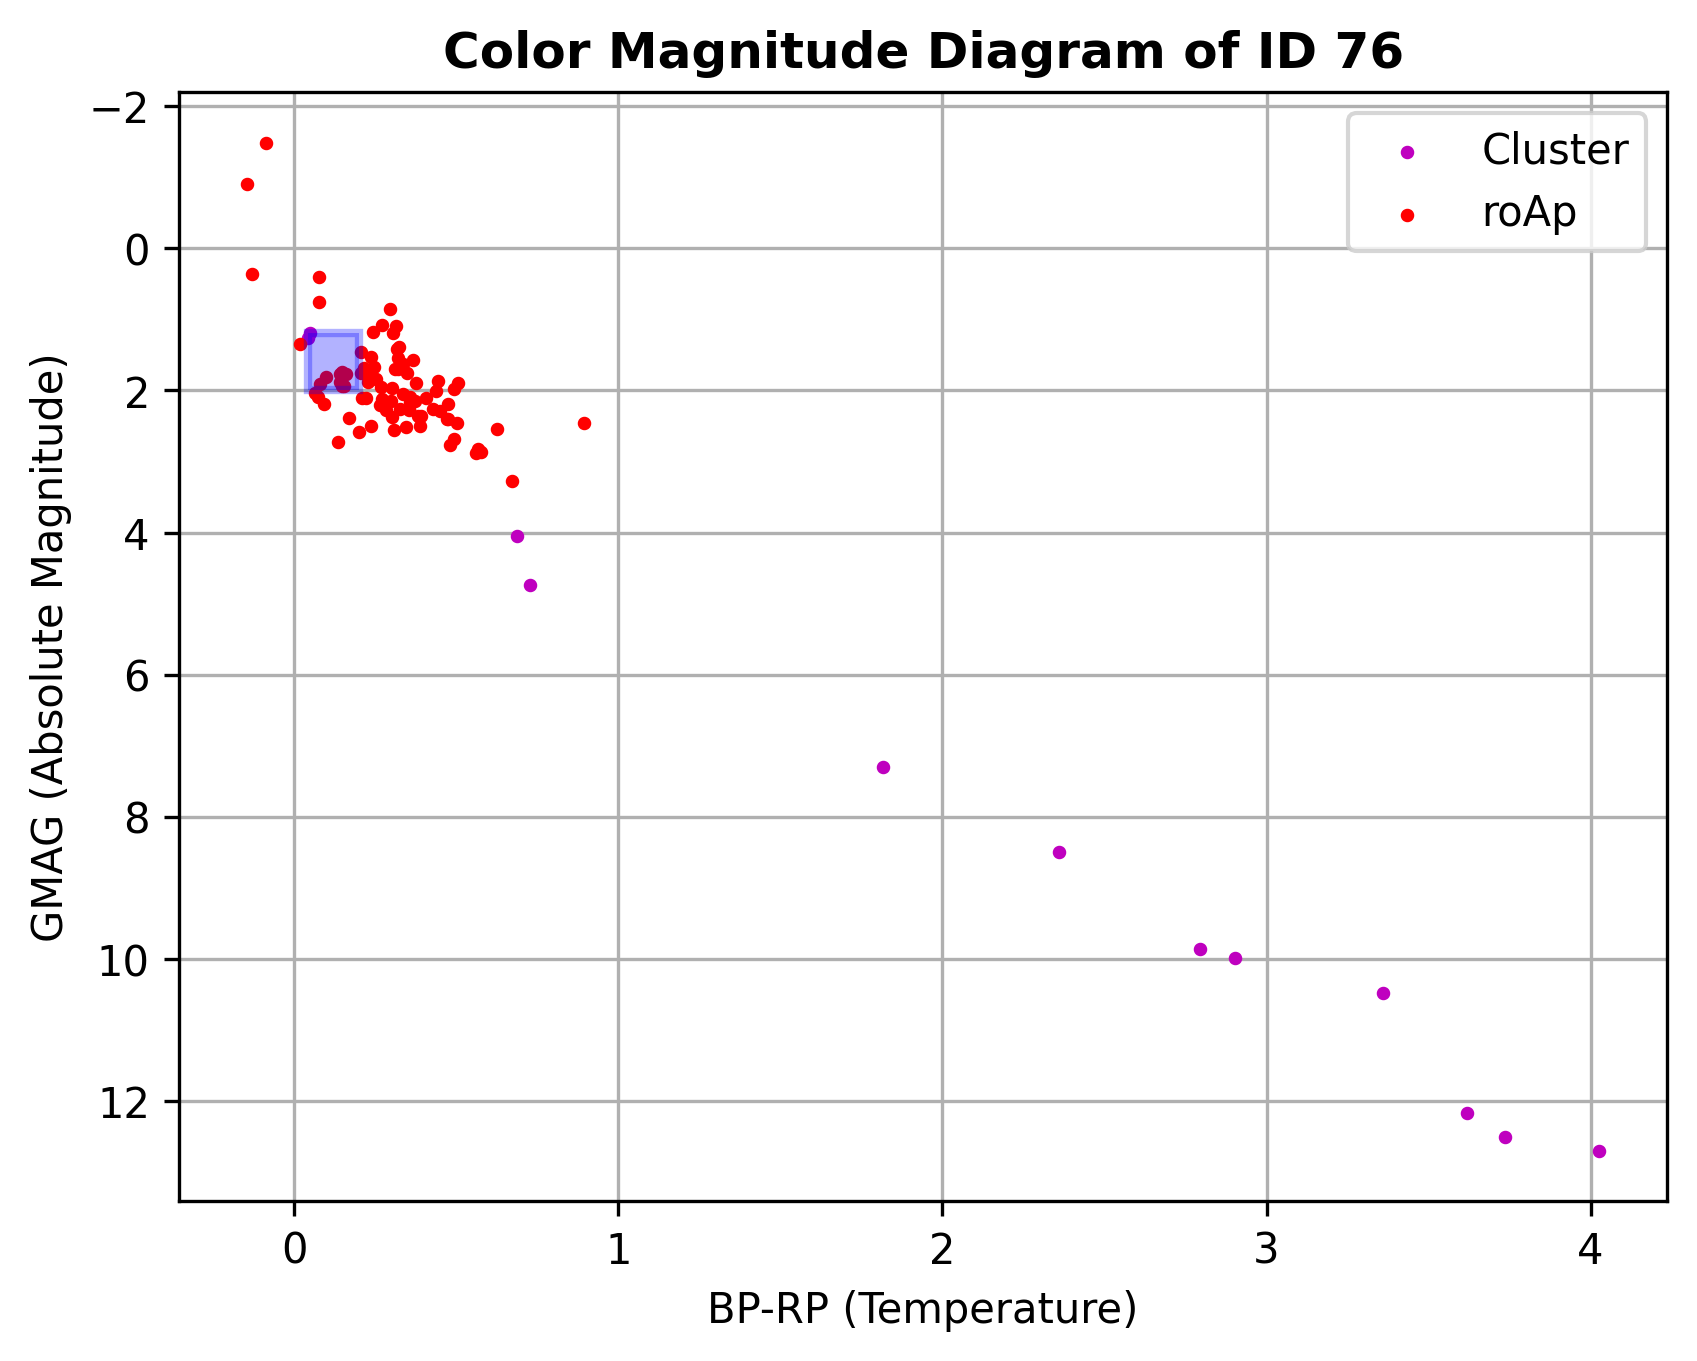 Color Magnitude Diagram of ID 76
Cluster
roAp
GMAG (Absolute Magnitude)
−2
0
2
4
6
8
10
12
0 1 2 3 4
BP-RP (Temperature)